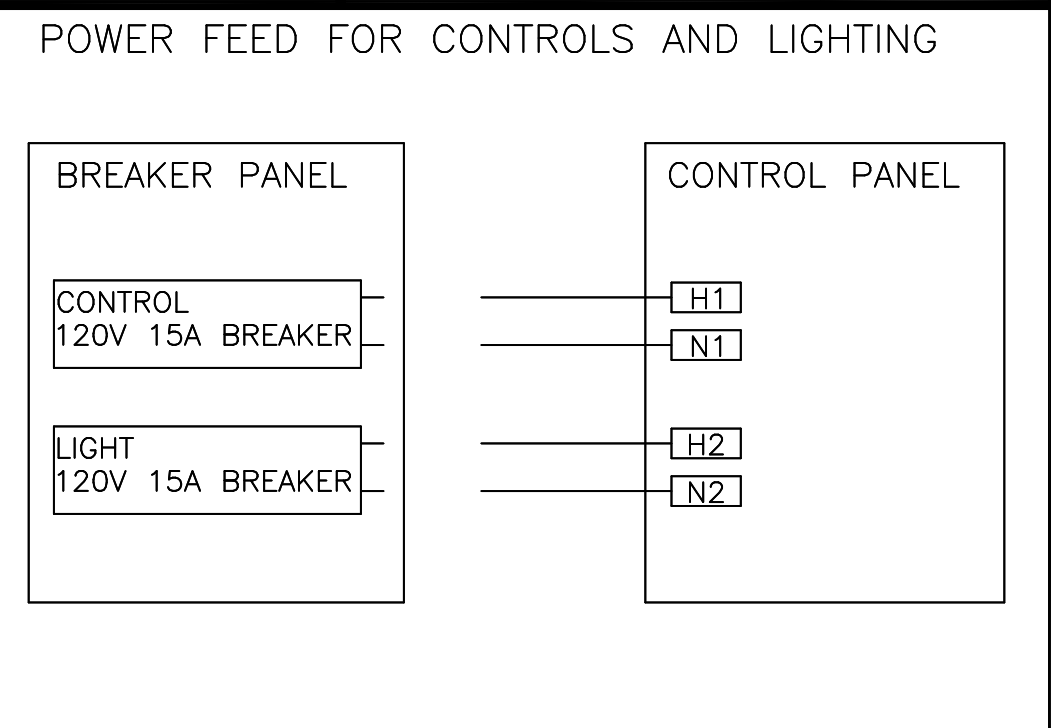 POWER FEED FOR CONTROLS AND LIGHTING
BREAKER PANEL
CONTROL
120V 15A BREAKER
LIGHT
120V 15A BREAKER
CONTROL PANEL
H1
N1
H2
N2